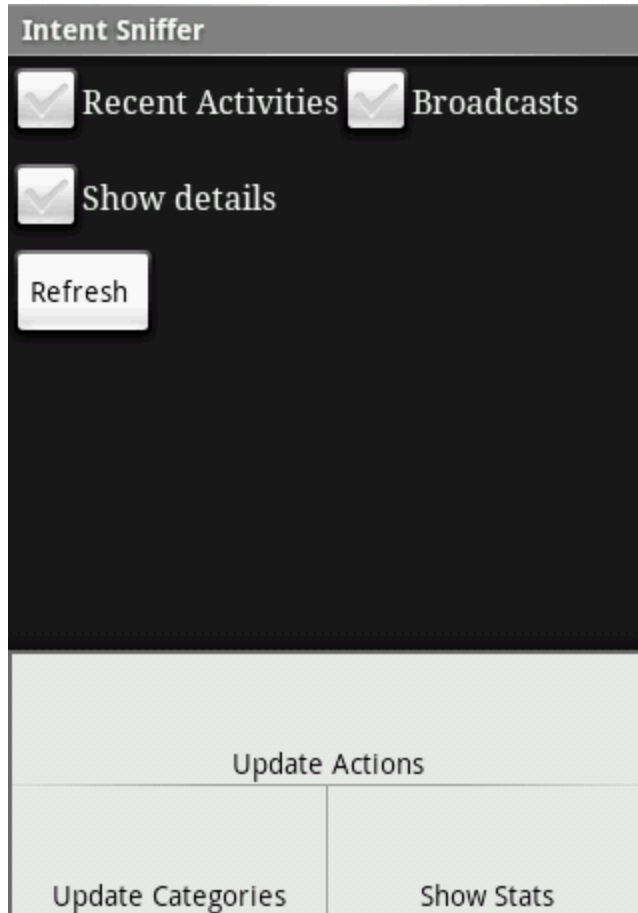 Intent Sniffer
Recent Activities Broadcasts
Show details
Refresh
Update Actions
Update Categories Show Stats